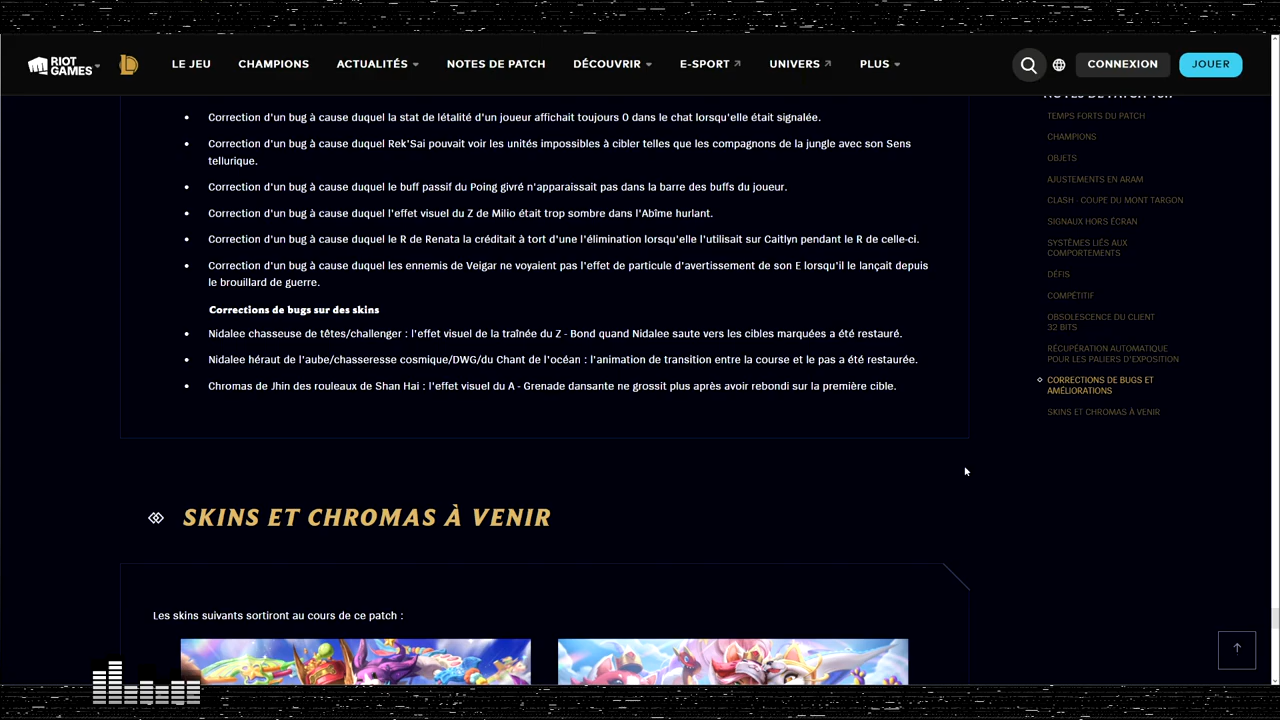 RIOT GAMES
LE JEU
CHAMPIONS
ACTUALITÉS
NOTES DE PATCH
DÉCOUVRIR
E-SPORT
UNIVERS
PLUS
CONNEXION
JOUER
Correction d'un bug à cause duquel la stat de létalité d'un joueur affichait toujours 0 dans le chat lorsqu'elle était signalée.
Correction d'un bug à cause duquel Rek'Sai pouvait voir les unités impossibles à cibler telles que les compagnons de la jungle avec son Sens
tellurique.
Correction d'un bug à cause duquel le buff passif du Poing givré n'apparaissait pas dans la barre des buffs du joueur.
Correction d'un bug à cause duquel l'effet visuel du Z de Milio était trop sombre dans l'Abîme hurlant.
Correction d'un bug à cause duquel le R de Renata la créditait à tort d'une l'élimination lorsqu'elle l'utilisait sur Caitlyn pendant le R de celle-ci.
Correction d'un bug à cause duquel les ennemis de Veigar ne voyaient pas l'effet de particule d'avertissement de son E lorsqu'il le lançait depuis
le brouillard de guerre.
Corrections de bugs sur des skins
Nidalee chasseuse de têtes/challenger : l'effet visuel de la traînée du Z - Bond quand Nidalee saute vers les cibles marquées a été restauré.
Nidalee héraut de l'aube/chasseuse cosmique/DWG/du Chant de l'océan : l'animation de transition entre la course et le pas a été restaurée.
Chromas de Jhin des rouleaux de Shan Hai : l'effet visuel du A - Grenade dansante ne grossit plus après avoir rebondi sur la première cible.
SKINS ET CHROMAS À VENIR
Les skins suivants sortiront au cours de ce patch :
NOTES DE PATCH
TEMPS FORTS DU PATCH
CHAMPIONS
OBJETS
AJUSTEMENTS EN ARAM
CLASH - COUPE DU MONT TARGON
SIGNAUX HORS ÉCRAN
SYSTÈMES LIÉS AUX
COMPORTEMENTS
DÉFIS
COMPÉTITIF
OBSOLESCENCE DU CLIENT
32 BITS
RÉCUPÉRATION AUTOMATIQUE
POUR LES PALIERS D'EXPOSITION
CORRECTIONS DE BUGS ET
AMÉLIORATIONS
SKINS ET CHROMAS À VENIR